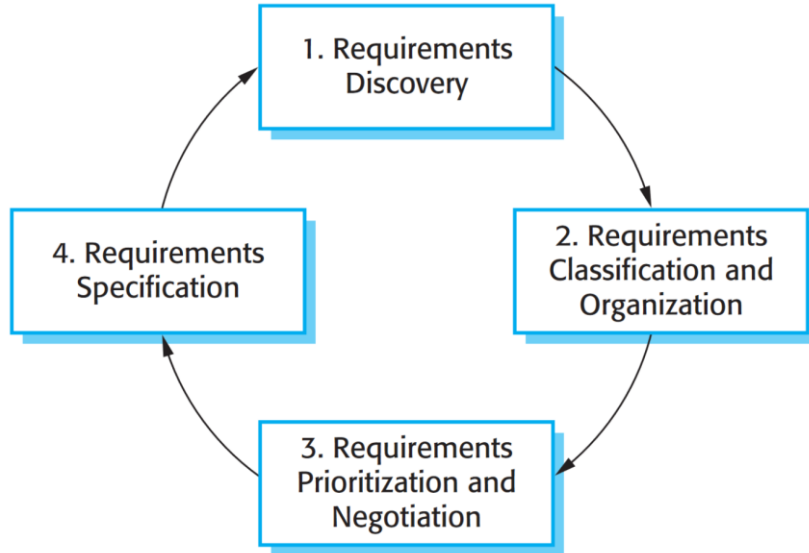 1. Requirements
Discovery
2. Requirements
Classification and
Organization
3. Requirements
Prioritization and
Negotiation
4. Requirements
Specification